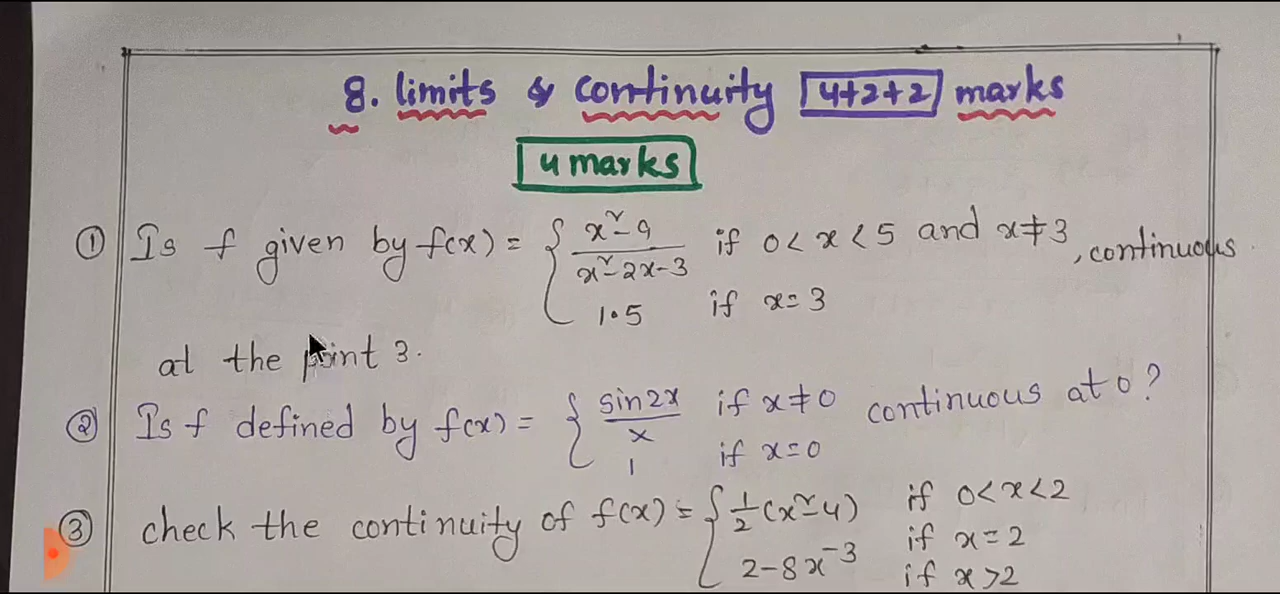 8. limits & continuity 4+2+2 marks
4 marks
① Is f given by f(x) = { x²-9 / x²-2x-3 if 0 < x < 5 and x ≠ 3 , continuous
1.5 if x = 3
at the point 3.
② Is f defined by f(x) = { sin2x / x if x ≠ 0 continuous at 0 ?
1 if x = 0
③ check the continuity of f(x) = { 1/2 (x²-4) if 0 < x < 2
if x = 2
2-8x⁻³ if x > 2